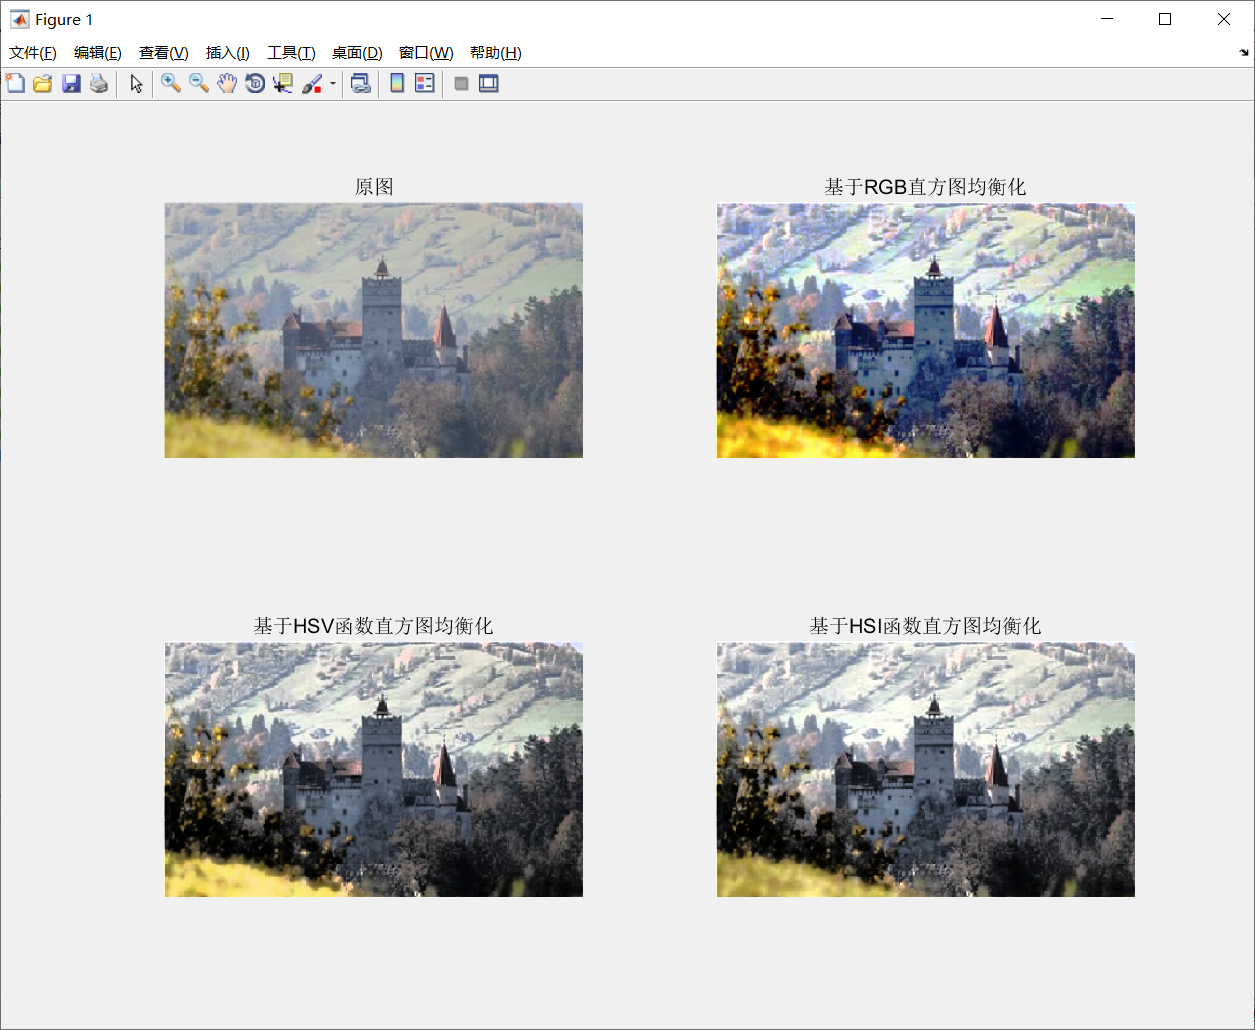 Figure 1
文件(F) 编辑(E) 查看(V) 插入(I) 工具(T) 桌面(D) 窗口(W) 帮助(H)
原图
基于RGB直方图均衡化
基于HSV函数直方图均衡化
基于HSI函数直方图均衡化